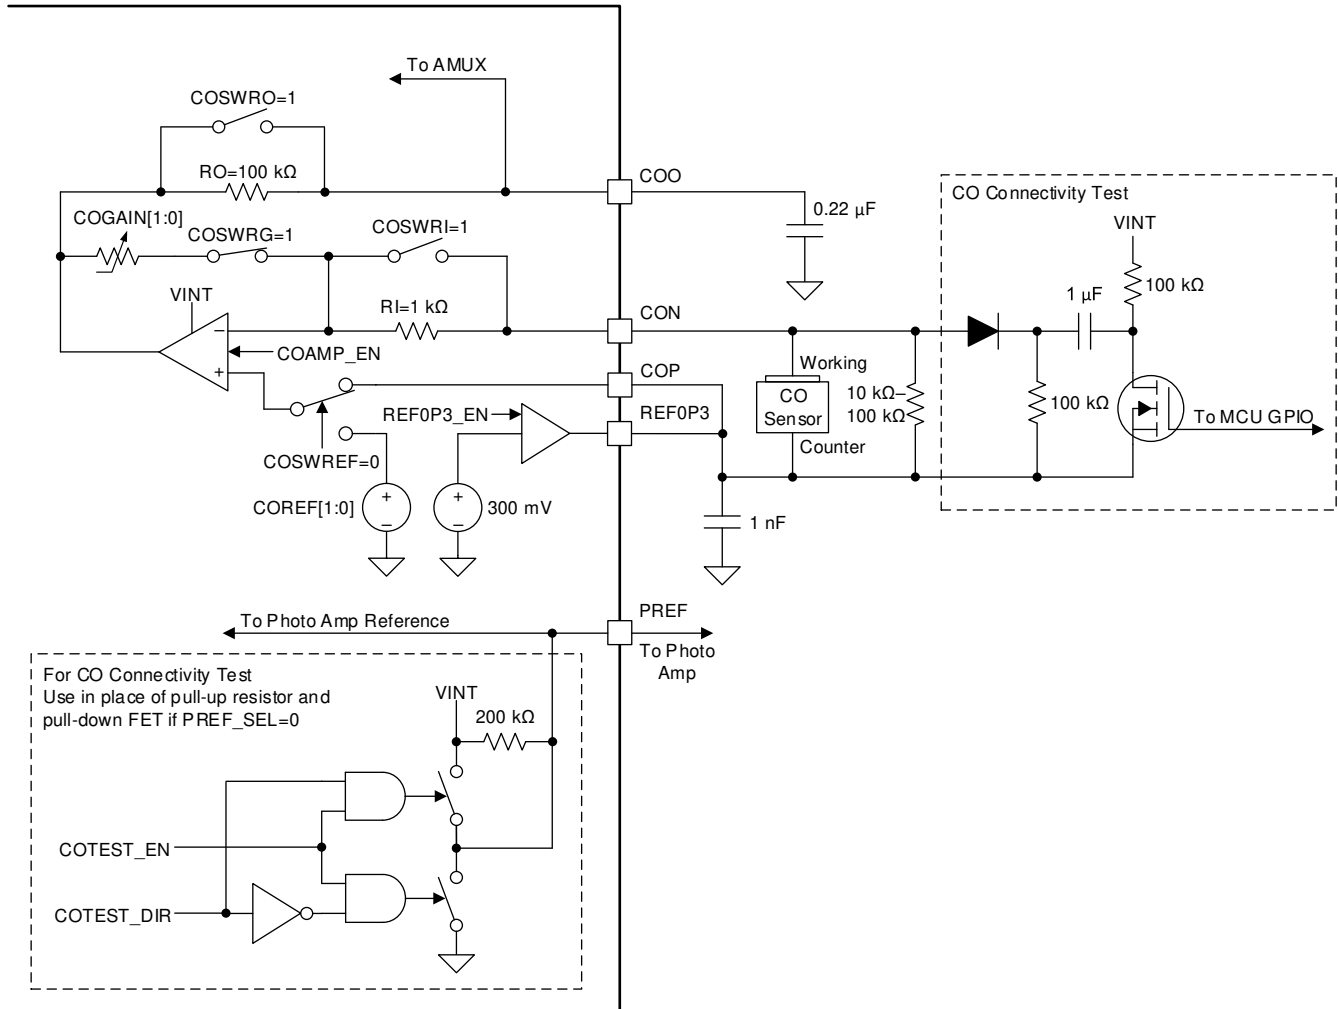 To AMUX
COSWRO=1
RO=100 kΩ
COO
0.22 µF
COGAIN[1:0]
COSWRG=1
COSWRI=1
VINT
RI=1 kΩ
CON
COAMP_EN
−
+
COP
REF0P3_EN
REF0P3
COSWREF=0
COREF[1:0]
+
−
+
−
300 mV
1 nF
Working
CO
Sensor
Counter
10 kΩ–
100 kΩ
CO Connectivity Test
VINT
100 kΩ
1 µF
100 kΩ
To MCU GPIO
PREF
To Photo Amp Reference
To Photo
Amp
For CO Connectivity Test
Use in place of pull-up resistor and
pull-down FET if PREF_SEL=0
VINT
200 kΩ
COTEST_EN
COTEST_DIR